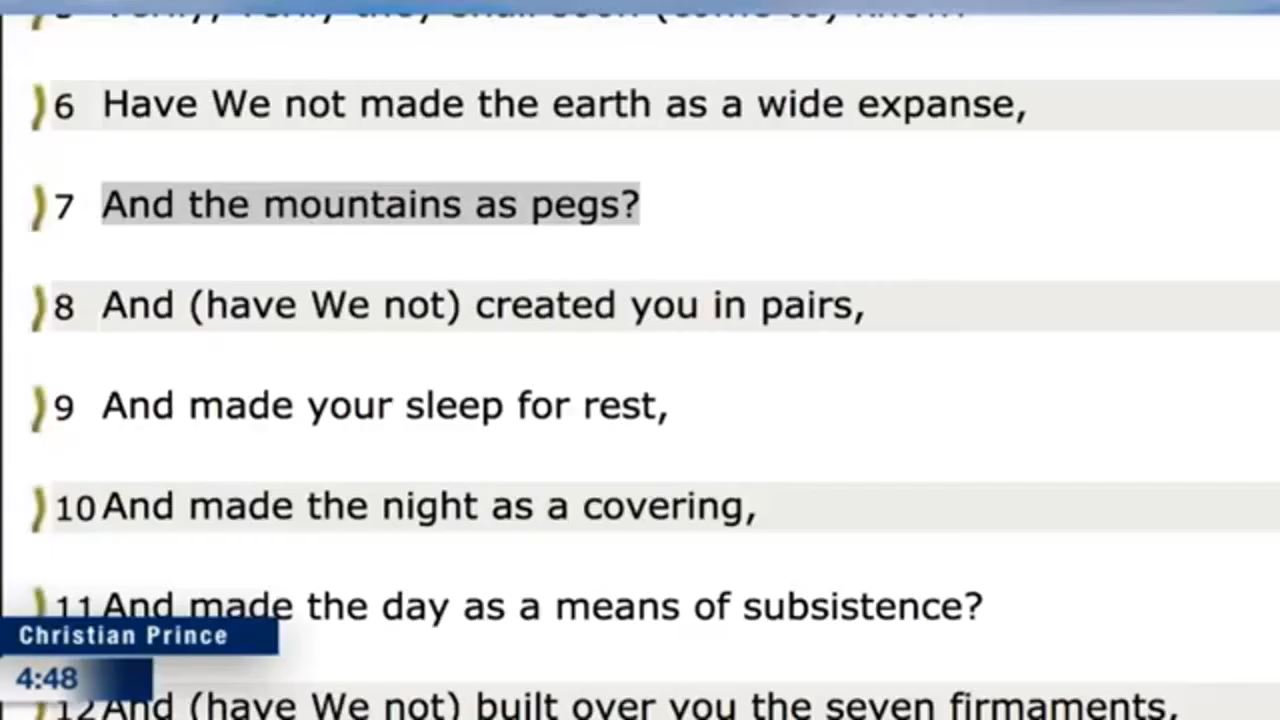 6 Have We not made the earth as a wide expanse,
7 And the mountains as pegs?
8 And (have We not) created you in pairs,
9 And made your sleep for rest,
10 And made the night as a covering,
11 And made the day as a means of subsistence?
Christian Prince
4:48
12 And (have We not) built over you the seven firmaments,